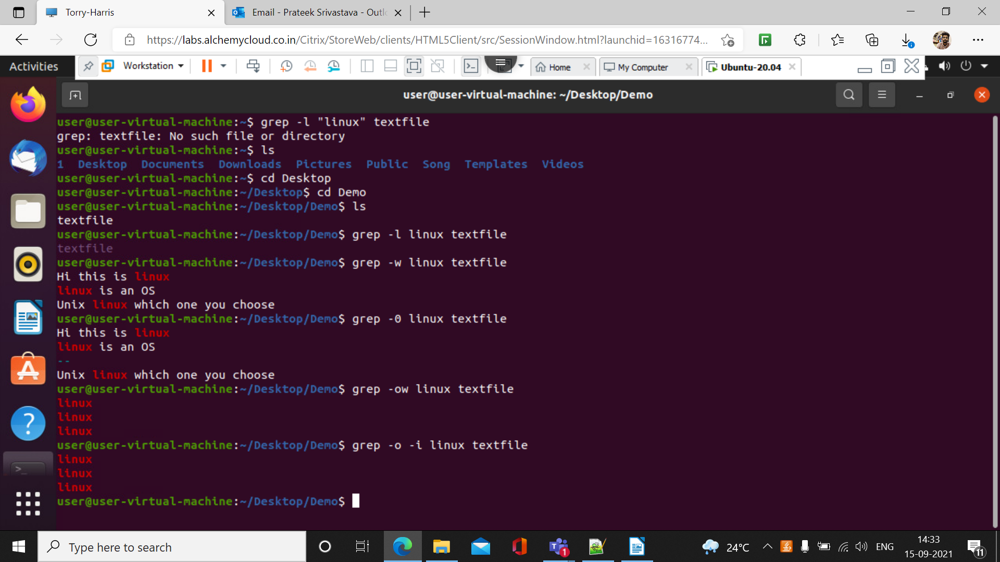 Torry-Harris
Email - Prateek Srivastava - Outl
https://labs.alchemycloud.co.in/Citrix/StoreWeb/clients/HTML5Client/src/SessionWindow.html?launchid=16316774...
Activities
Workstation
Home
My Computer
Ubuntu-20.04
user@user-virtual-machine: ~/Desktop/Demo
user@user-virtual-machine:~$ grep -l "linux" textfile
grep: textfile: No such file or directory
user@user-virtual-machine:~$ ls
1 Desktop Documents Downloads Pictures Public Song Templates Videos
user@user-virtual-machine:~$ cd Desktop
user@user-virtual-machine:~/Desktop$ cd Demo
user@user-virtual-machine:~/Desktop/Demo$ ls
textfile
user@user-virtual-machine:~/Desktop/Demo$ grep -l linux textfile
textfile
user@user-virtual-machine:~/Desktop/Demo$ grep -w linux textfile
Hi this is linux
linux is an OS
Unix linux which one you choose
user@user-virtual-machine:~/Desktop/Demo$ grep -0 linux textfile
Hi this is linux
linux is an OS
--
Unix linux which one you choose
user@user-virtual-machine:~/Desktop/Demo$ grep -ow linux textfile
linux
linux
linux
user@user-virtual-machine:~/Desktop/Demo$ grep -o -i linux textfile
linux
linux
linux
user@user-virtual-machine:~/Desktop/Demo$
Type here to search
1
24°C
ENG
14:33
15-09-2021
11